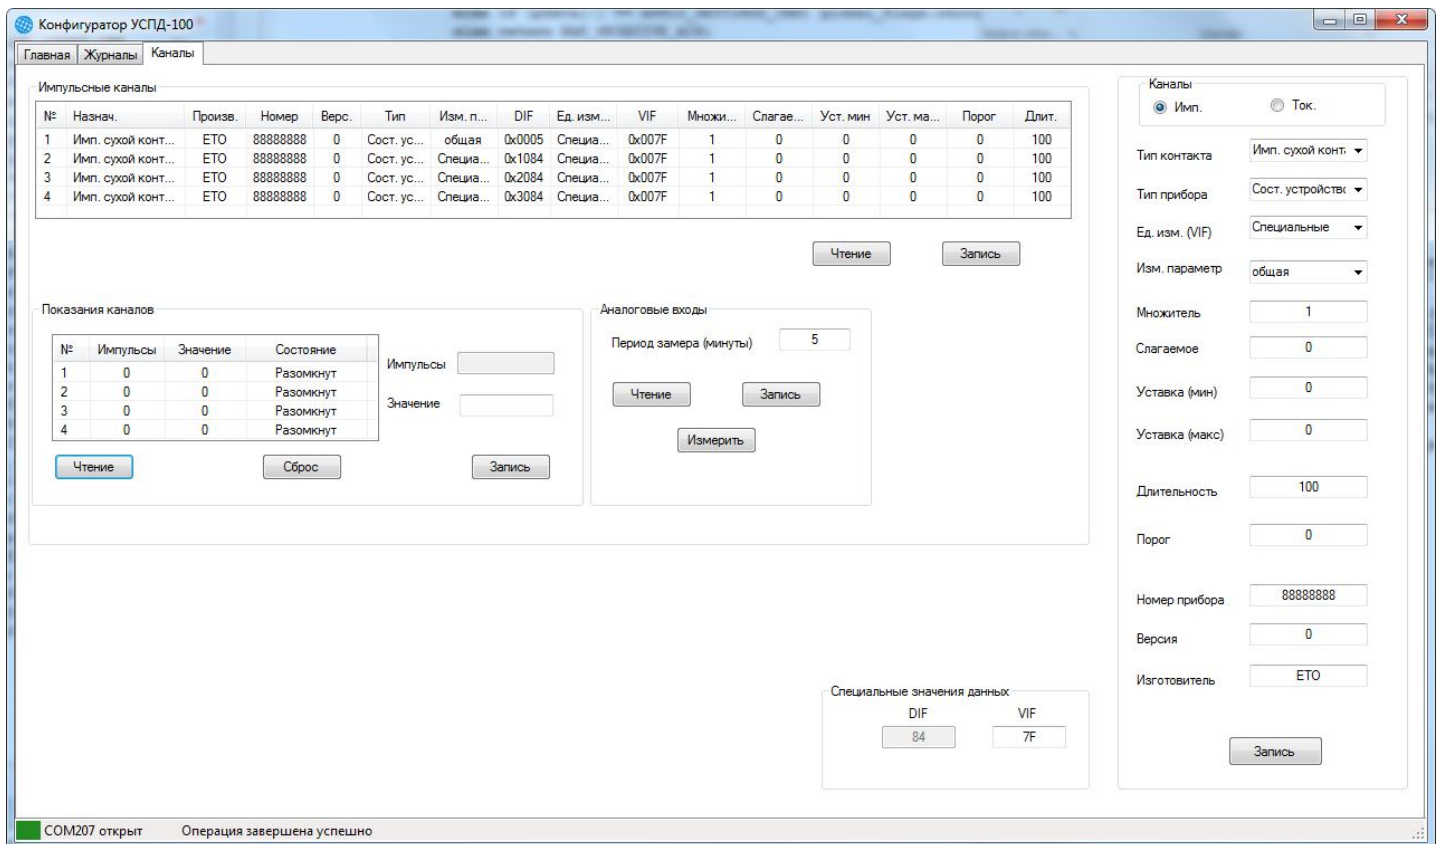 Конфигуратор УСПД-100
Главная Журналы Каналы
Импульсные каналы
№ Назнач. Произв. Номер Верс. Тип Изм. п... DIF Ед. изм... VIF Множи... Слагае... Уст. мин Уст. ма... Порог Длит.
1 Имп. сухой конт... ETO 88888888 0 Сост. ус... общая 0x0005 Специа... 0x007F 1 0 0 0 0 100
2 Имп. сухой конт... ETO 88888888 0 Сост. ус... Специа... 0x1084 Специа... 0x007F 1 0 0 0 0 100
3 Имп. сухой конт... ETO 88888888 0 Сост. ус... Специа... 0x2084 Специа... 0x007F 1 0 0 0 0 100
4 Имп. сухой конт... ETO 88888888 0 Сост. ус... Специа... 0x3084 Специа... 0x007F 1 0 0 0 0 100
Чтение Запись
Показания каналов
№ Импульсы Значение Состояние
1 0 0 Разомкнут
2 0 0 Разомкнут
3 0 0 Разомкнут
4 0 0 Разомкнут
Импульсы
Значение
Чтение Сброс Запись
Аналоговые входы
Период замера (минуты) 5
Чтение Запись
Измерить
Специальные значения данных
DIF VIF
84 7F
Каналы
Имп. Ток.
Тип контакта Имп. сухой конта
Тип прибора Сост. устройство
Ед. изм. (VIF) Специальные
Изм. параметр общая
Множитель 1
Слагаемое 0
Уставка (мин) 0
Уставка (макс) 0
Длительность 100
Порог 0
Номер прибора 88888888
Версия 0
Изготовитель ETO
Запись
COM207 открыт Операция завершена успешно